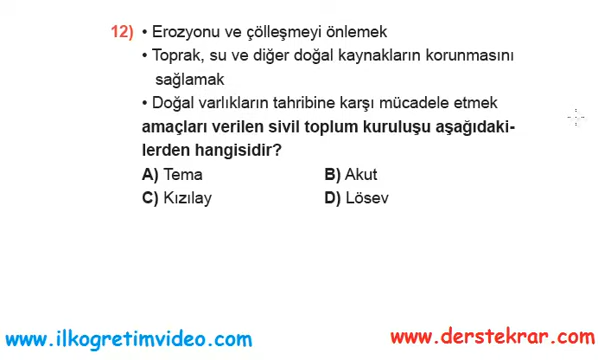 12) • Erozyonu ve çölleşmeyi önlemek
• Toprak, su ve diğer doğal kaynakların korunmasını
sağlamak
• Doğal varlıkların tahribine karşı mücadele etmek
amaçları verilen sivil toplum kuruluşu aşağıdaki-
lerden hangisidir?
A) Tema B) Akut
C) Kızılay D) Lösev
www.ilkogretimvideo.com www.derstekrar.com